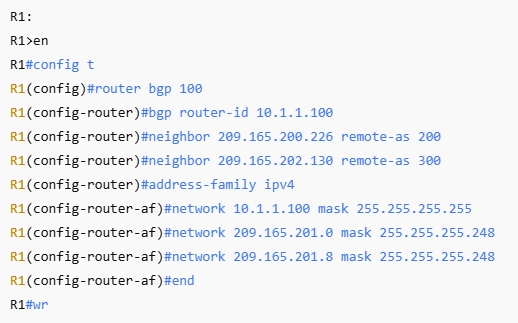 R1:
R1>en
R1#config t
R1(config)#router bgp 100
R1(config-router)#bgp router-id 10.1.1.100
R1(config-router)#neighbor 209.165.200.226 remote-as 200
R1(config-router)#neighbor 209.165.202.130 remote-as 300
R1(config-router)#address-family ipv4
R1(config-router-af)#network 10.1.1.100 mask 255.255.255.255
R1(config-router-af)#network 209.165.201.0 mask 255.255.255.248
R1(config-router-af)#network 209.165.201.8 mask 255.255.255.248
R1(config-router-af)#end
R1#wr